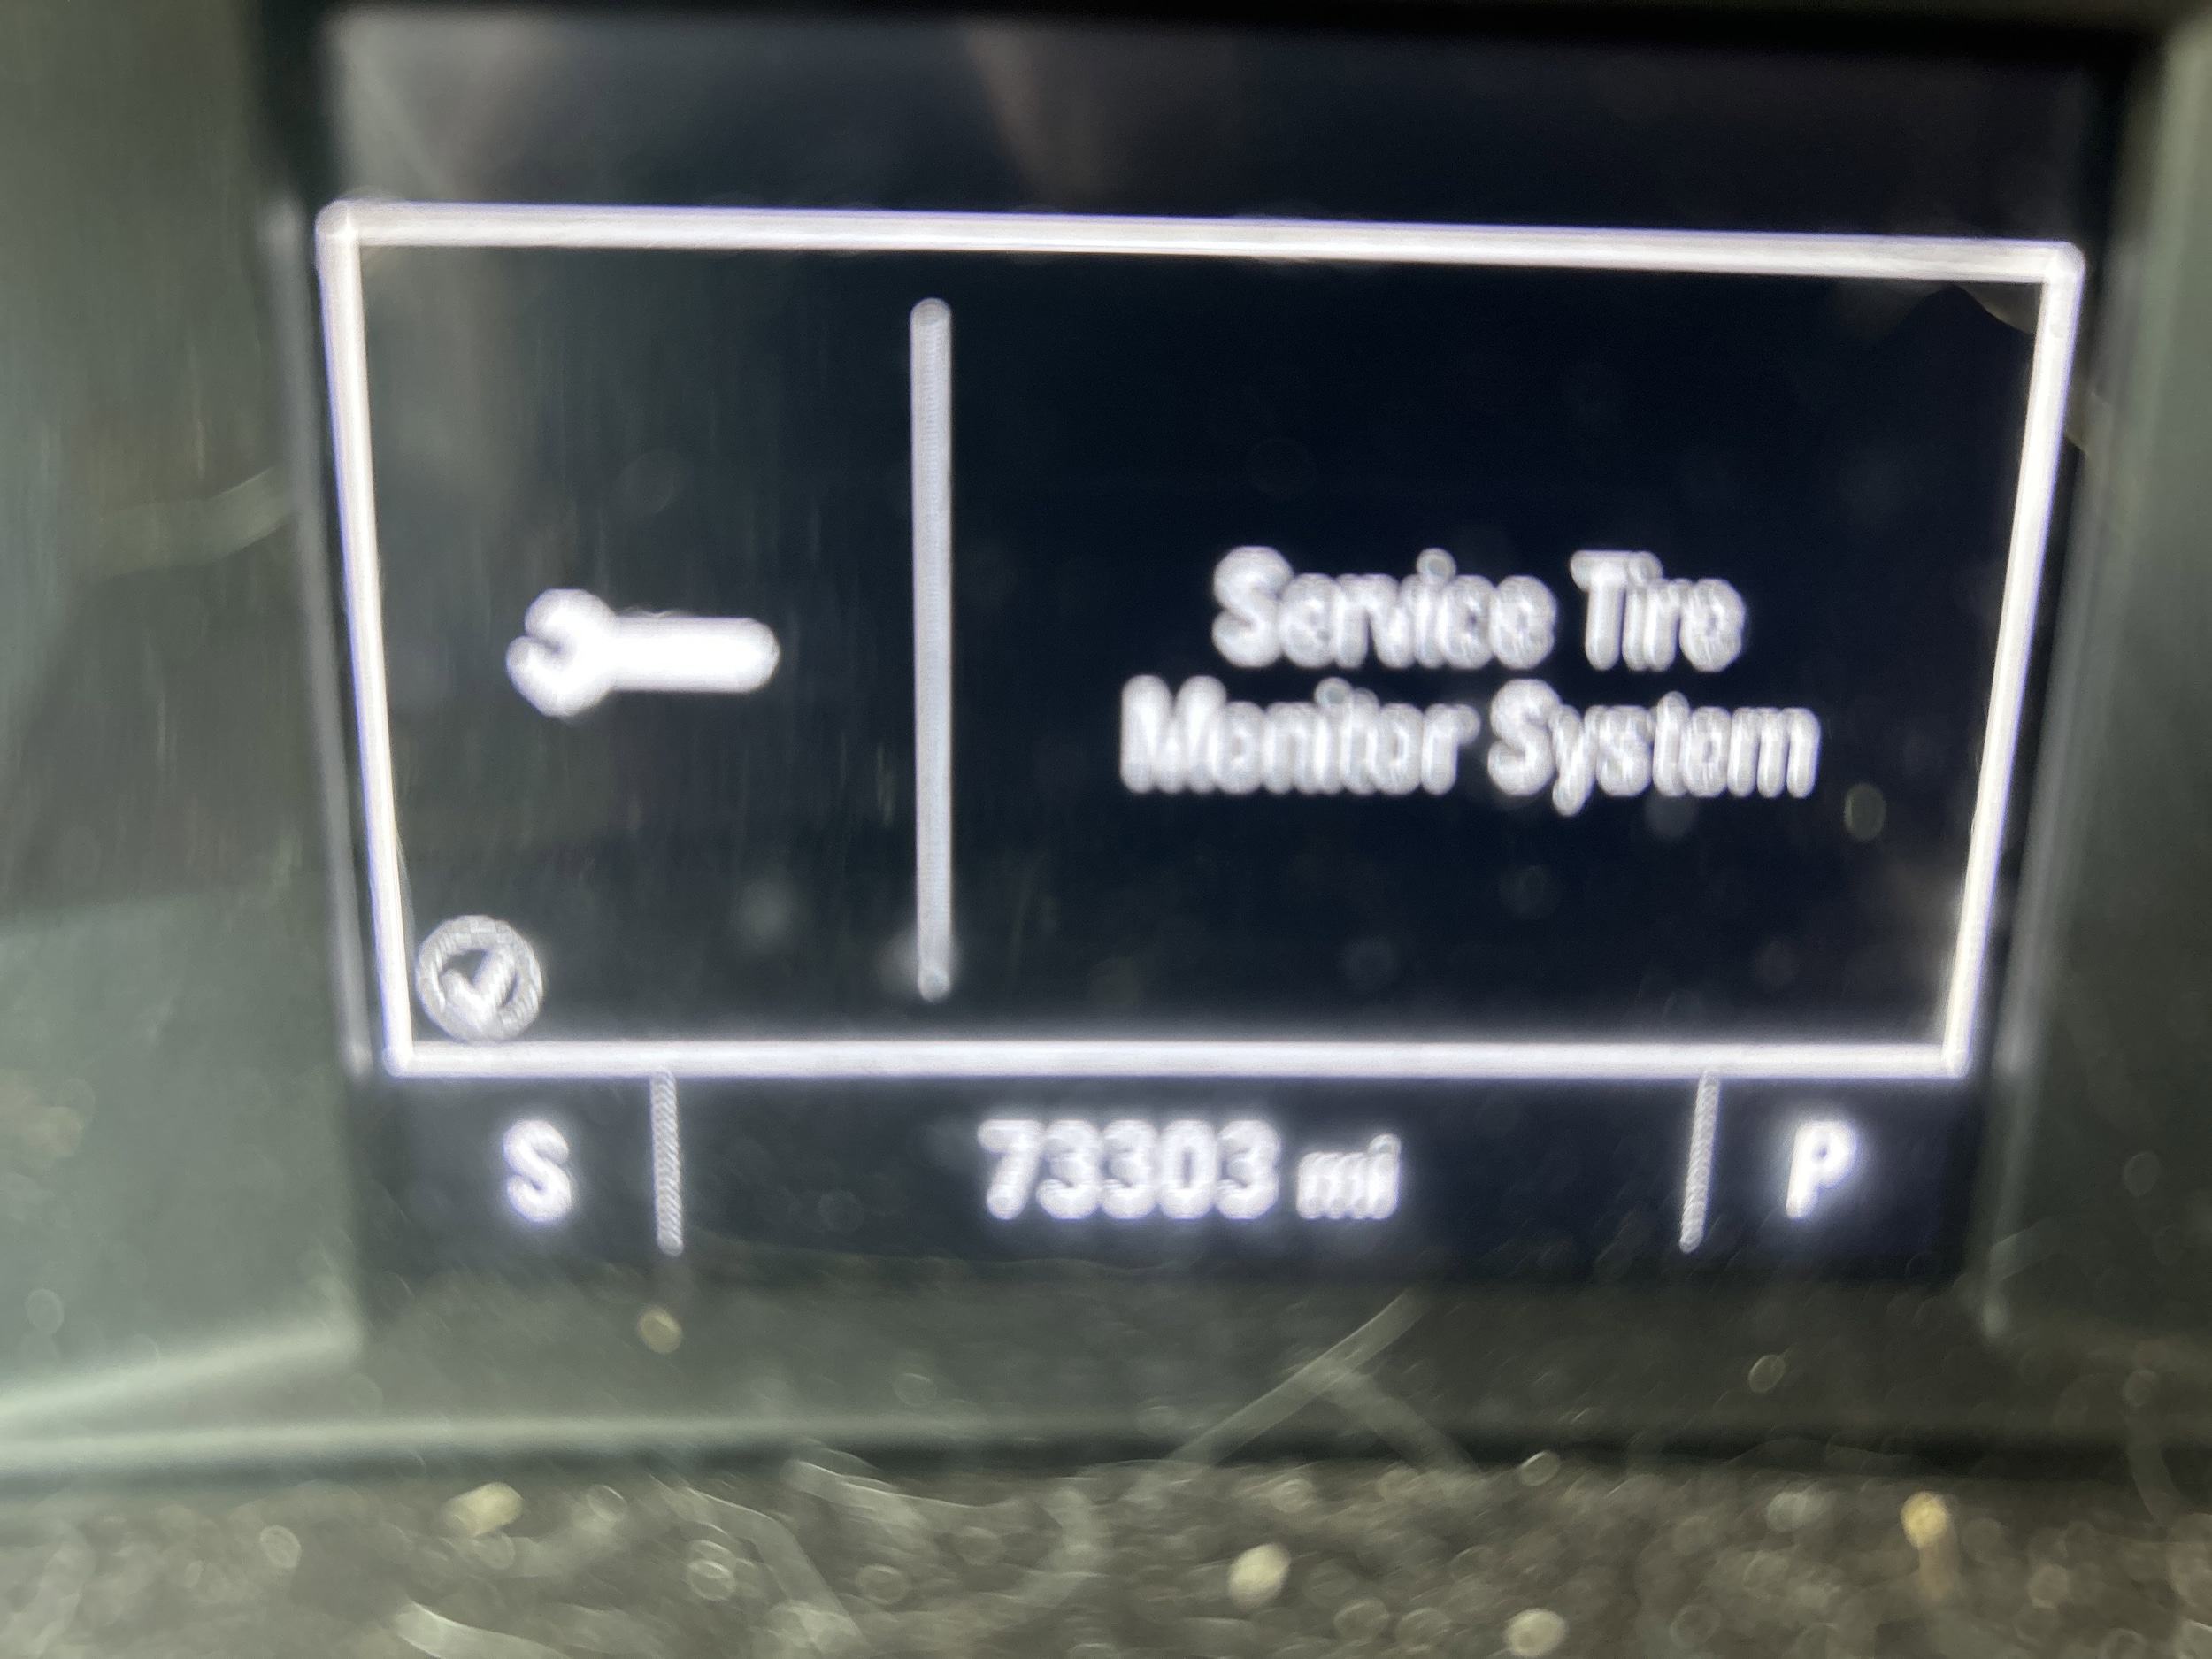 Service Tire
Monitor System
S 73303 mi P